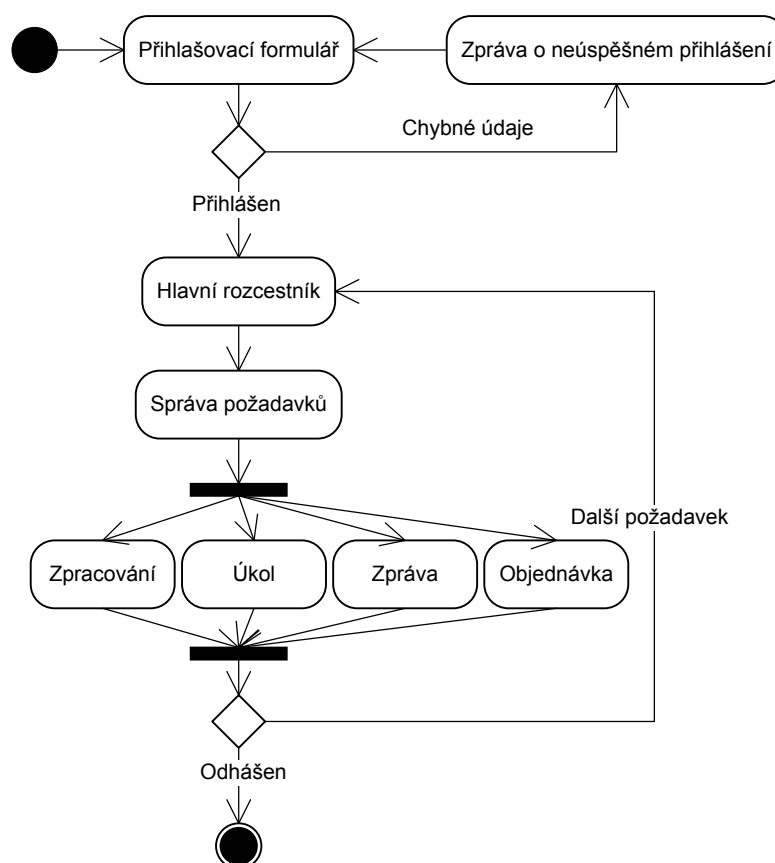 Přihlašovací formulář
Zpráva o neúspěšném přihlášení
Chybné údaje
Přihlášen
Hlavní rozcestník
Správa požadavků
Další požadavek
Zpracování
Úkol
Zpráva
Objednávka
Odhášen